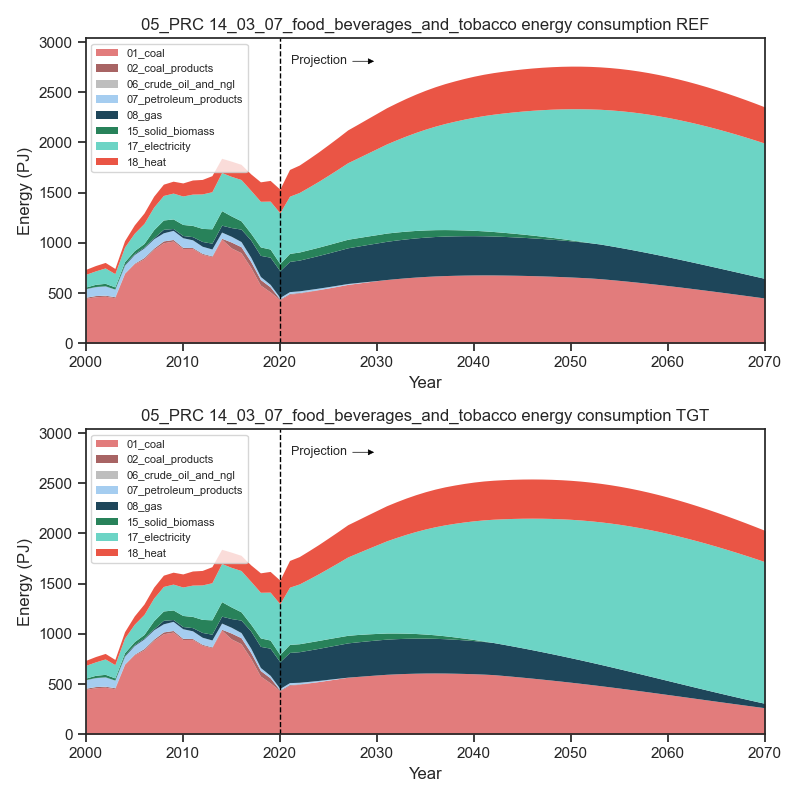 05_PRC 14_03_07_food_beverages_and_tobacco energy consumption REF
3000
2500
2000
1500
1000
500
0
Energy (PJ)
01_coal
02_coal_products
06_crude_oil_and_ngl
07_petroleum_products
08_gas
15_solid_biomass
17_electricity
18_heat
Projection
2000 2010 2020 2030 2040 2050 2060 2070
Year
05_PRC 14_03_07_food_beverages_and_tobacco energy consumption TGT
3000
2500
2000
1500
1000
500
0
Energy (PJ)
01_coal
02_coal_products
06_crude_oil_and_ngl
07_petroleum_products
08_gas
15_solid_biomass
17_electricity
18_heat
Projection
2000 2010 2020 2030 2040 2050 2060 2070
Year